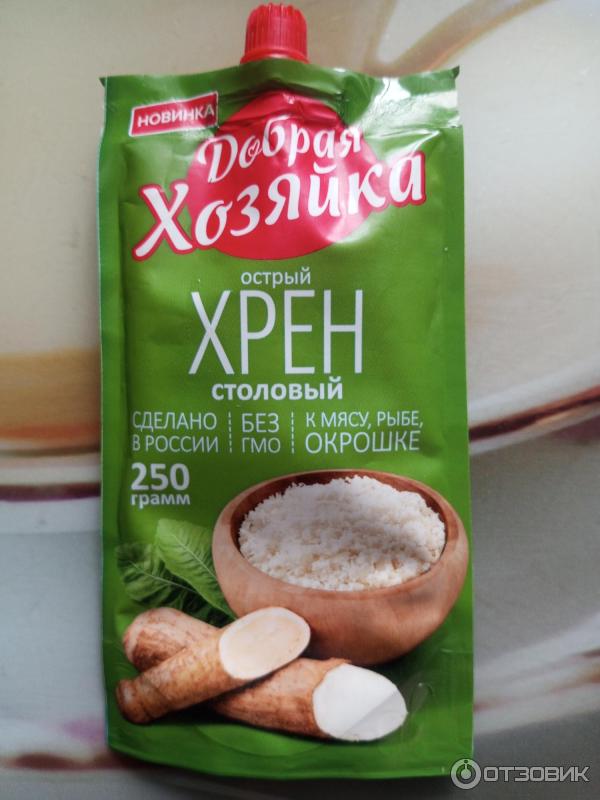 НОВИНКА
Добрая
Хозяйка
острый
ХРЕН
столовый
СДЕЛАНО
В РОССИИ
БЕЗ
ГМО
К МЯСУ, РЫБЕ,
ОКРОШКЕ
250
грамм
ОТЗОВИК